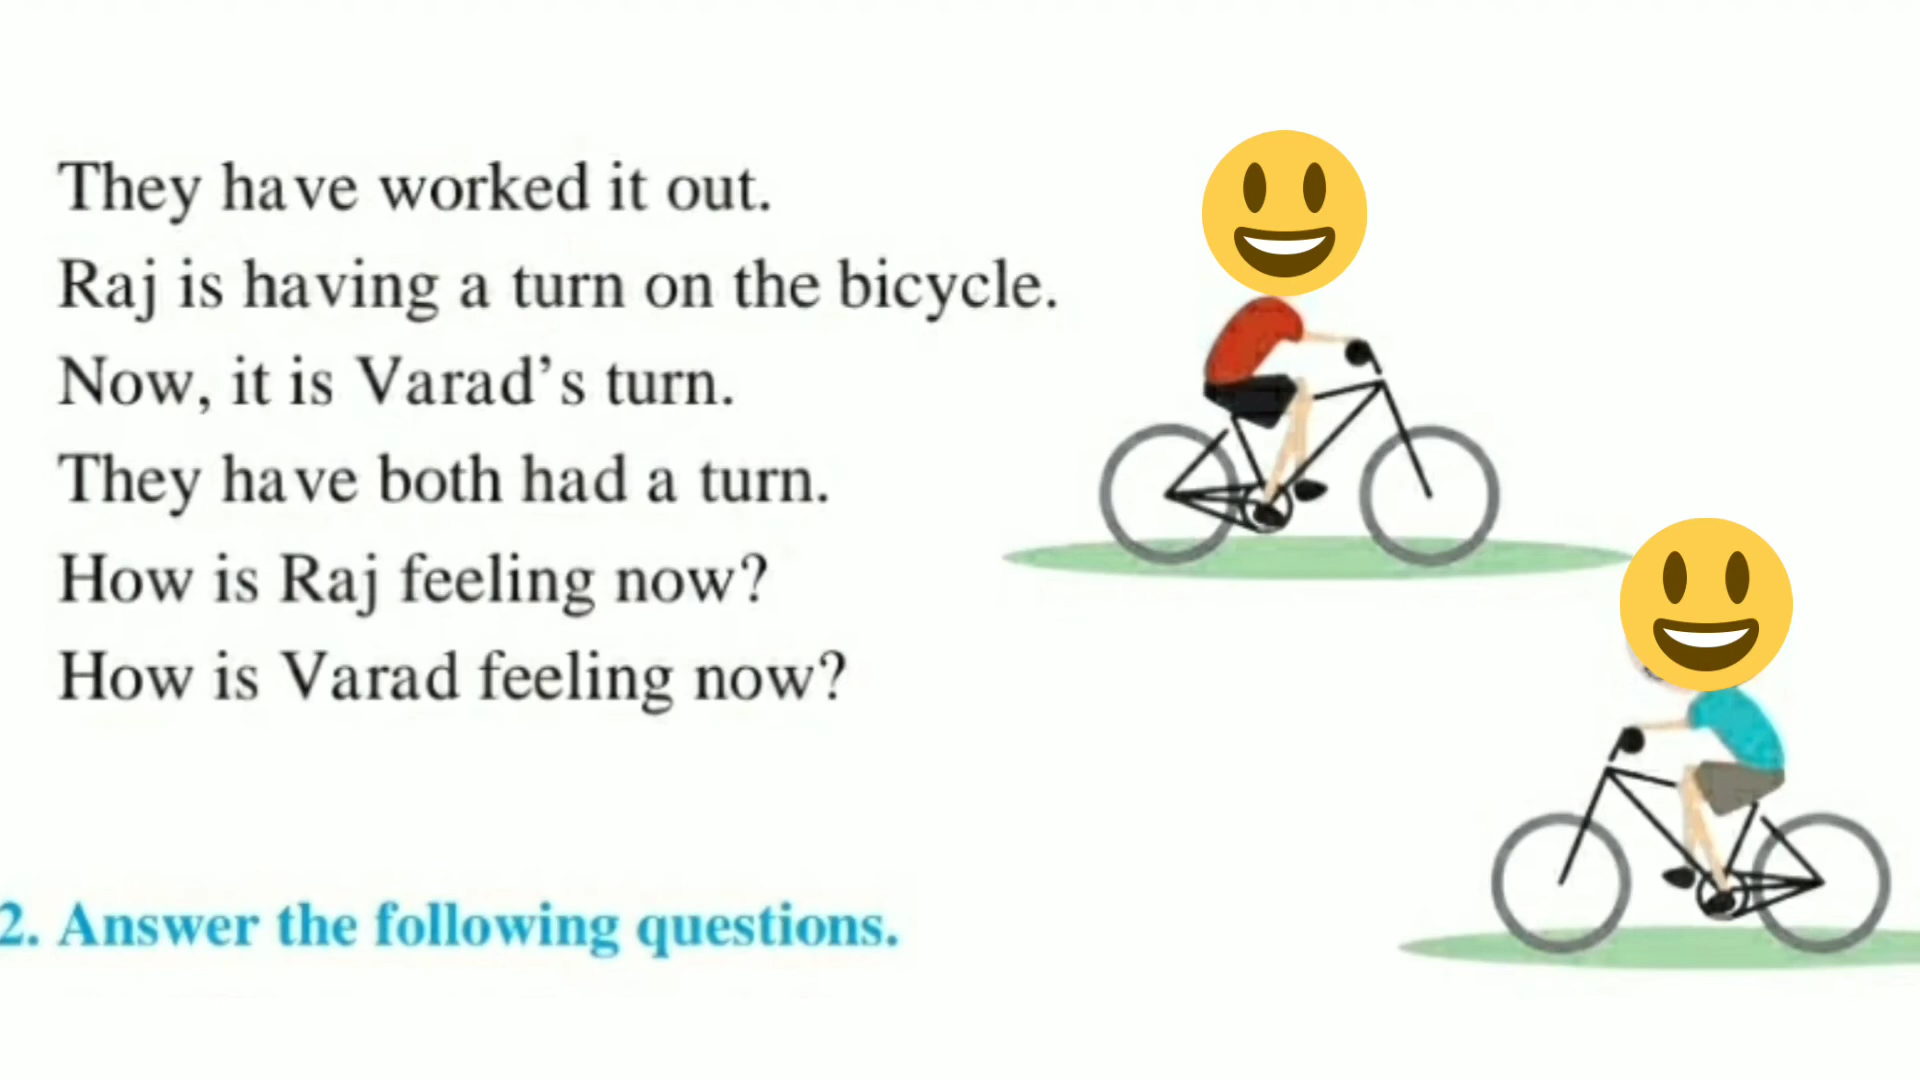 They have worked it out.
Raj is having a turn on the bicycle.
Now, it is Varad’s turn.
They have both had a turn.
How is Raj feeling now?
How is Varad feeling now?
2. Answer the following questions.